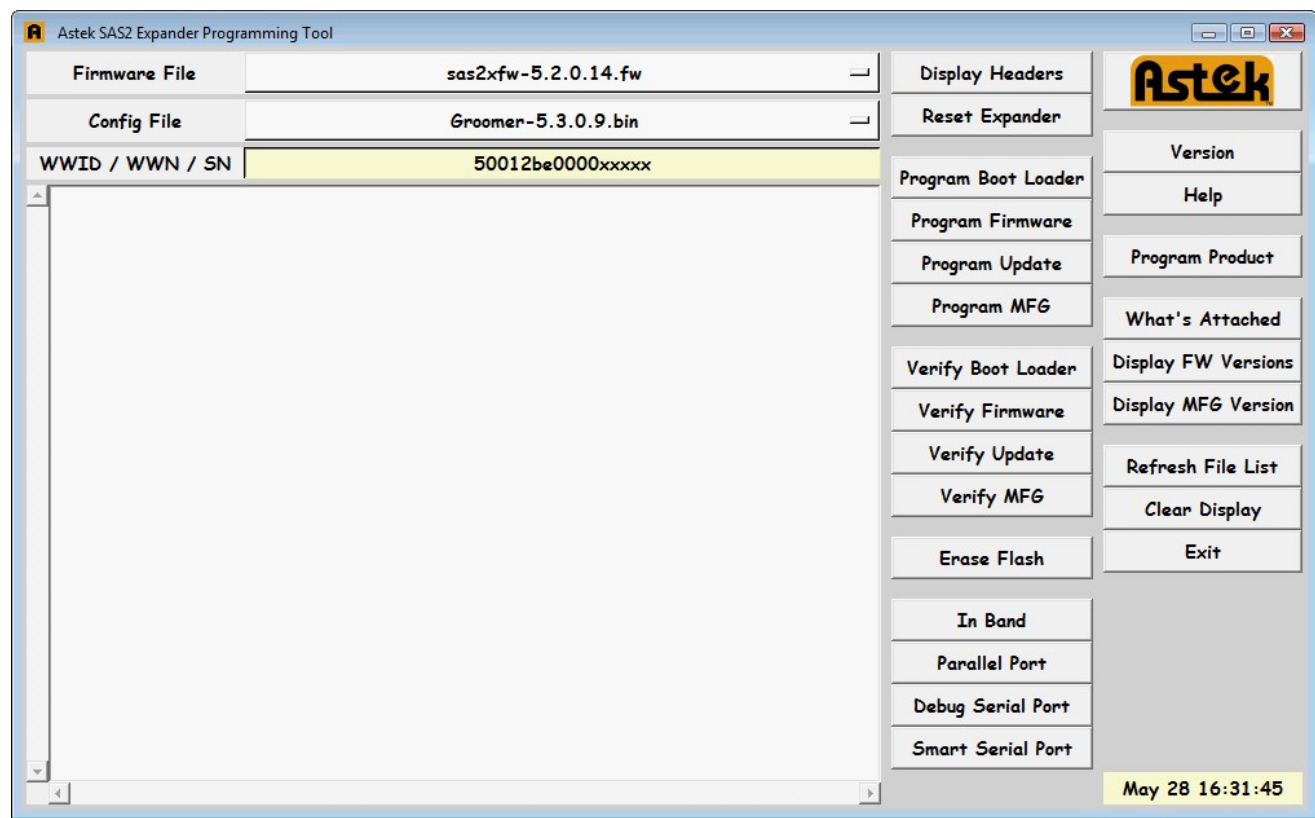 Astek SAS2 Expander Programming Tool
Firmware File
sas2xfw-5.2.0.14.fw
Config File
Groomer-5.3.0.9.bin
WWID / WWN / SN
50012be0000xxxxx
Display Headers
Reset Expander
Program Boot Loader
Program Firmware
Program Update
Program MFG
Verify Boot Loader
Verify Firmware
Verify Update
Verify MFG
Erase Flash
In Band
Parallel Port
Debug Serial Port
Smart Serial Port
Astek
Version
Help
Program Product
What's Attached
Display FW Versions
Display MFG Version
Refresh File List
Clear Display
Exit
May 28 16:31:45